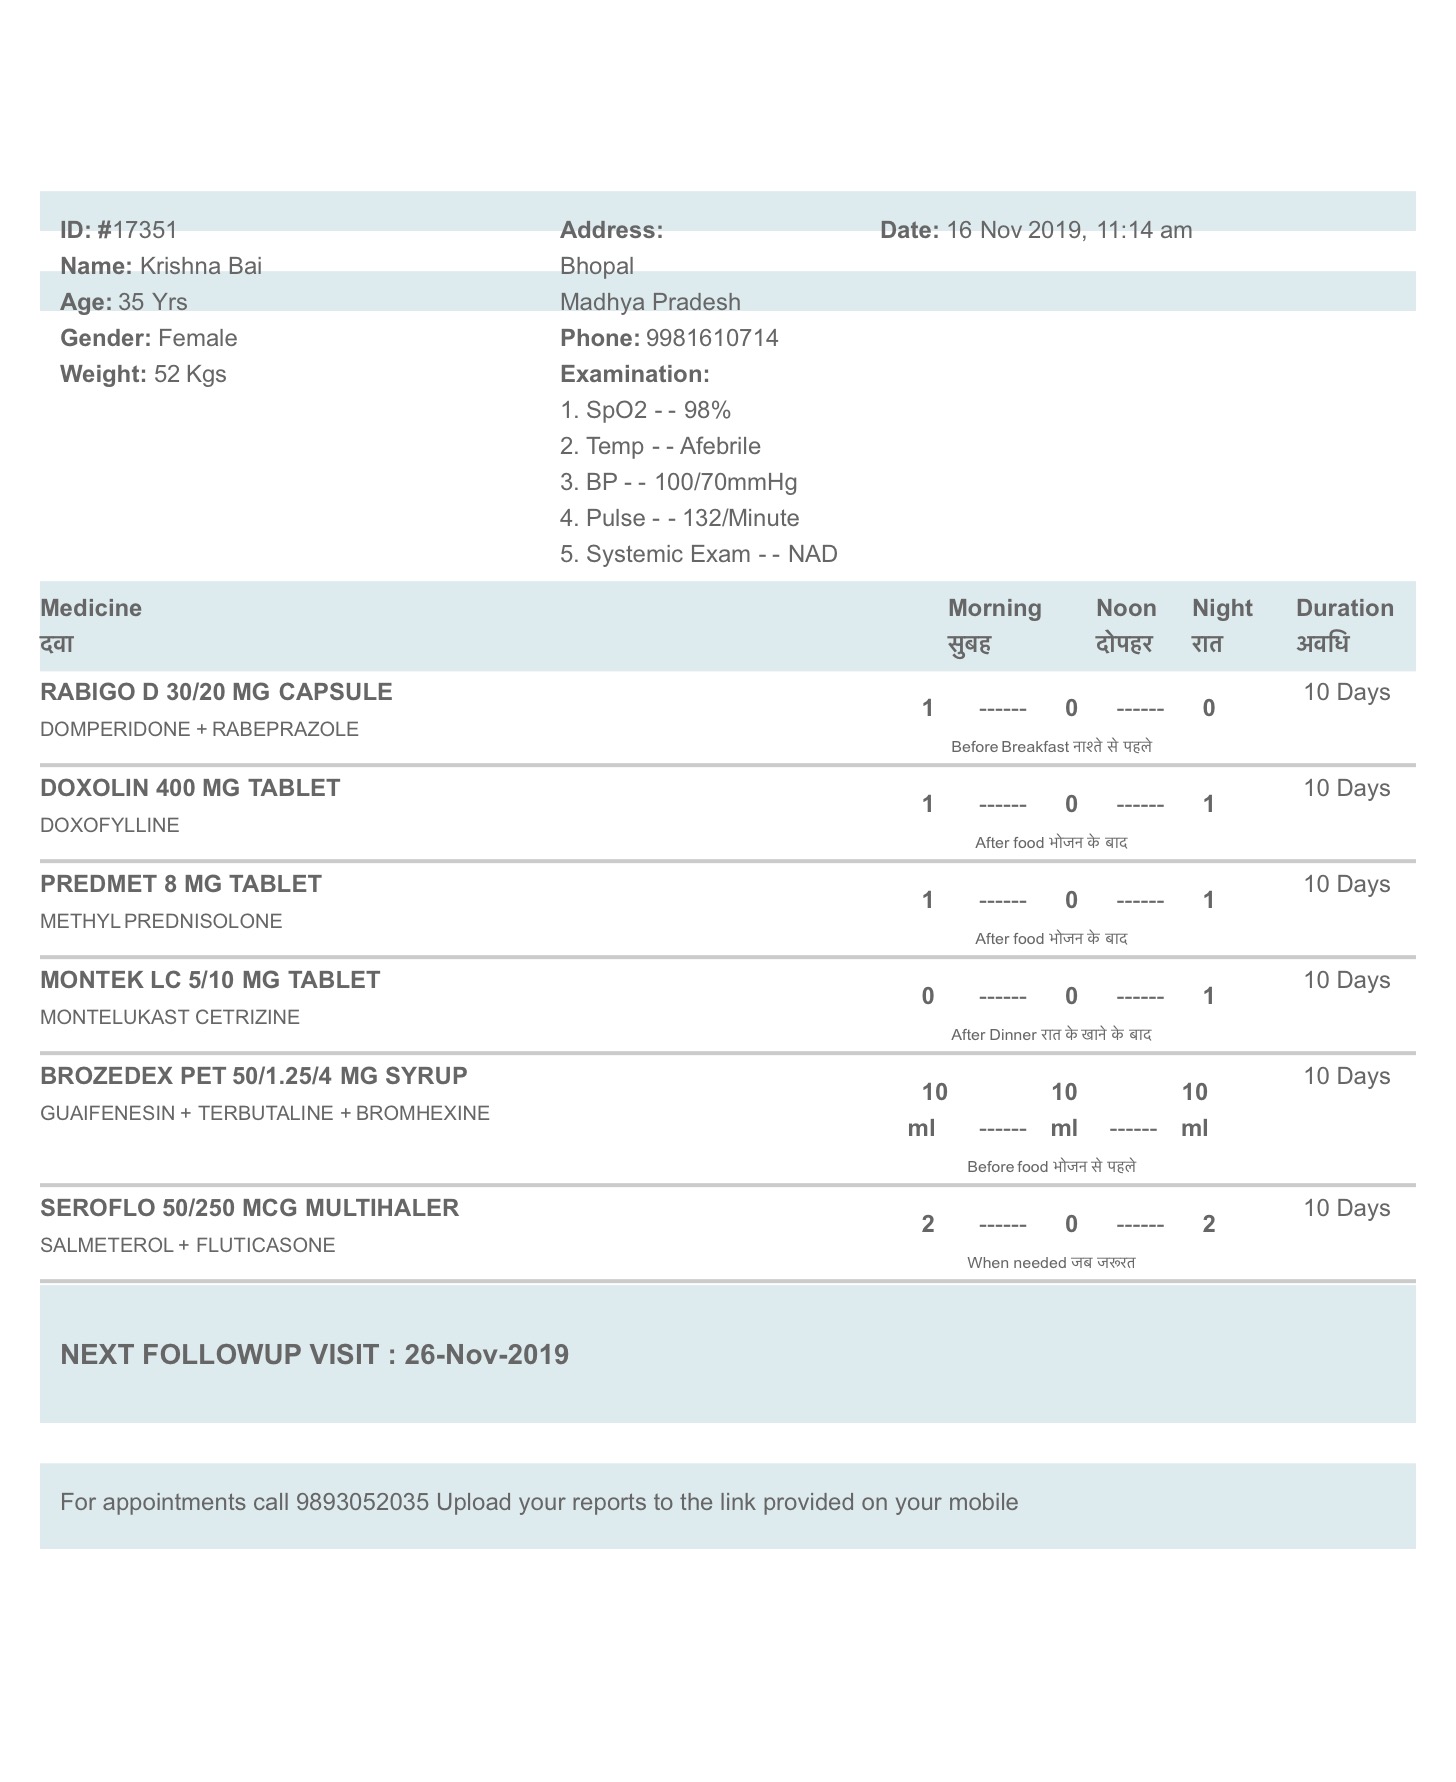 ID: #17351
Name: Krishna Bai
Age: 35 Yrs
Gender: Female
Weight: 52 Kgs
Address:
Bhopal
Madhya Pradesh
Phone: 9981610714
Examination:
1. SpO2 - - 98%
2. Temp - - Afebrile
3. BP - - 100/70mmHg
4. Pulse - - 132/Minute
5. Systemic Exam - - NAD
Date: 16 Nov 2019, 11:14 am
Medicine Morning Noon Night Duration
दवा सुबह दोपहर रात अवधि
RABIGO D 30/20 MG CAPSULE 10 Days
1 ------ 0 ------ 0
DOMPERIDONE + RABEPRAZOLE
Before Breakfast नाश्ते से पहले
DOXOLIN 400 MG TABLET 10 Days
1 ------ 0 ------ 1
DOXOFYLLINE
After food भोजन के बाद
PREDMET 8 MG TABLET 10 Days
1 ------ 0 ------ 1
METHYL PREDNISOLONE
After food भोजन के बाद
MONTEK LC 5/10 MG TABLET 10 Days
0 ------ 0 ------ 1
MONTELUKAST CETRIZINE
After Dinner रात के खाने के बाद
BROZEDEX PET 50/1.25/4 MG SYRUP 10 Days
10 10 10
GUAIFENESIN + TERBUTALINE + BROMHEXINE
ml ------ ml ------ ml
Before food भोजन से पहले
SEROFLO 50/250 MCG MULTIHALER 10 Days
2 ------ 0 ------ 2
SALMETEROL + FLUTICASONE
When needed जब जरूरत
NEXT FOLLOWUP VISIT : 26-Nov-2019
For appointments call 9893052035 Upload your reports to the link provided on your mobile